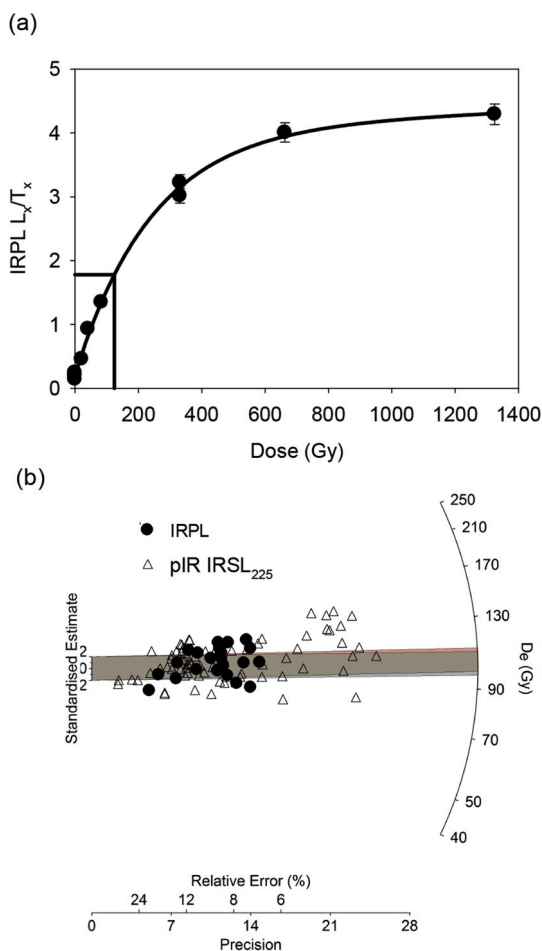 (a)
5
4
3
2
1
0
IRPL Lx/Tx
0 200 400 600 800 1000 1200 1400
Dose (Gy)
(b)
IRPL
pIR IRSL225
Standardised Estimate
2
0
2
250
210
170
130
90
70
50
40
De (Gy)
Relative Error (%)
24 12 8 6
0 7 14 21 28
Precision